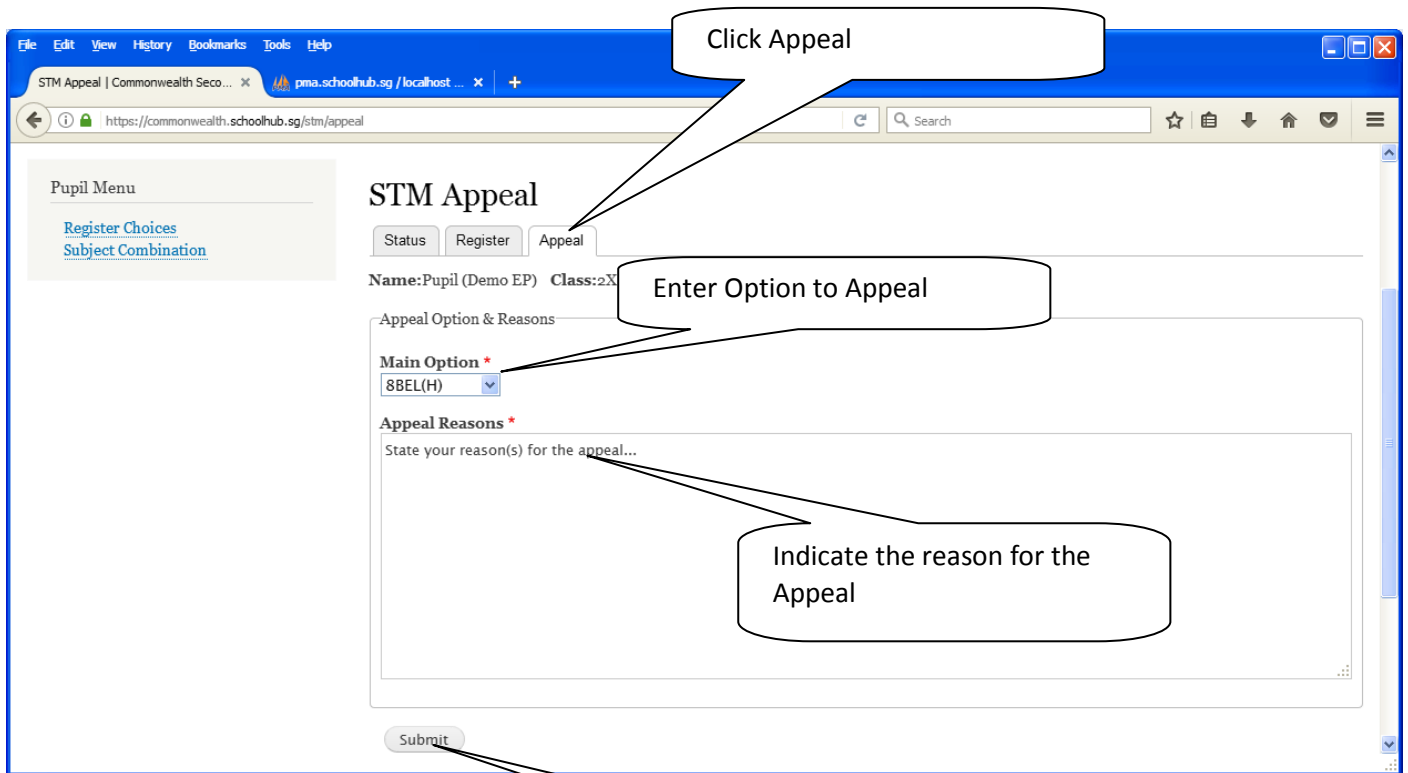 Click Appeal
File Edit View History Bookmarks Tools Help
STM Appeal | Commonwealth Seco... × pma.schoolhub.sg / localhost ... × +
https://commonwealth.schoolhub.sg/stm/appeal Search
Pupil Menu
Register Choices
Subject Combination
STM Appeal
Status Register Appeal
Name:Pupil (Demo EP) Class:2X
Enter Option to Appeal
Appeal Option & Reasons
Main Option *
8BEL(H)
Appeal Reasons *
State your reason(s) for the appeal...
Indicate the reason for the
Appeal
Submit